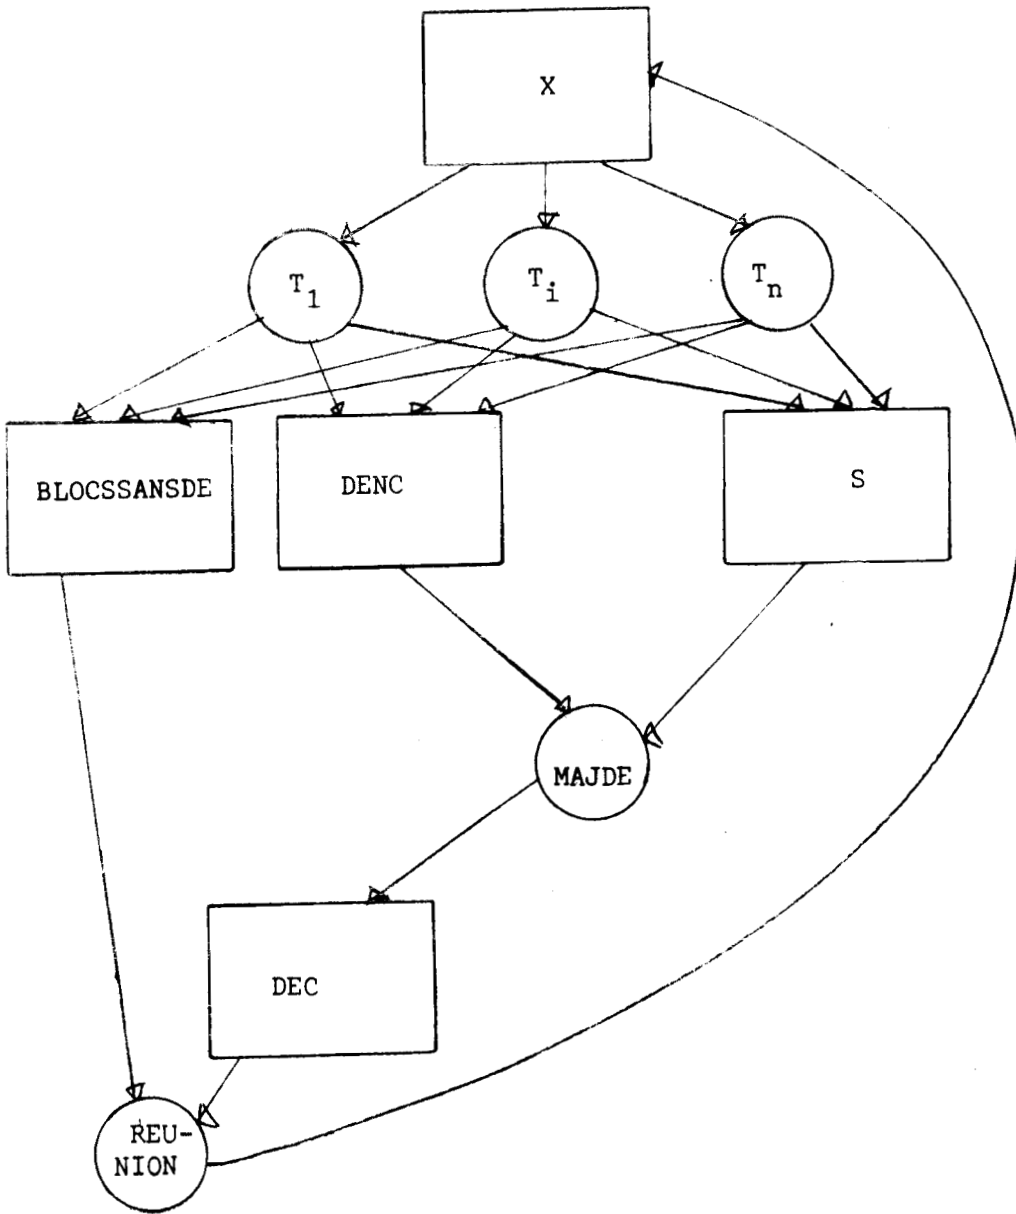 X
T1
Ti
Tn
BLOCSSANSDE
DENC
S
MAJDE
DEC
REU-
NION